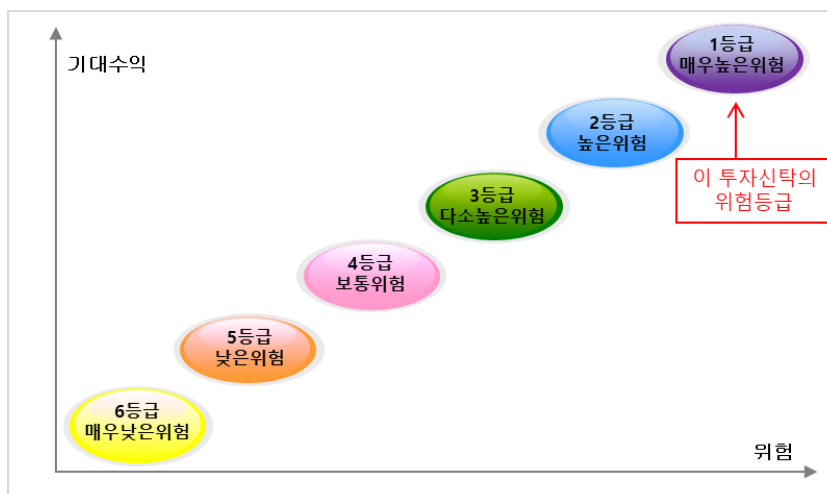 기대수익
1등급
매우높은위험
2등급
높은위험
이 투자신탁의
위험등급
3등급
다소높은위험
4등급
보통위험
5등급
낮은위험
6등급
매우낮은위험
위험